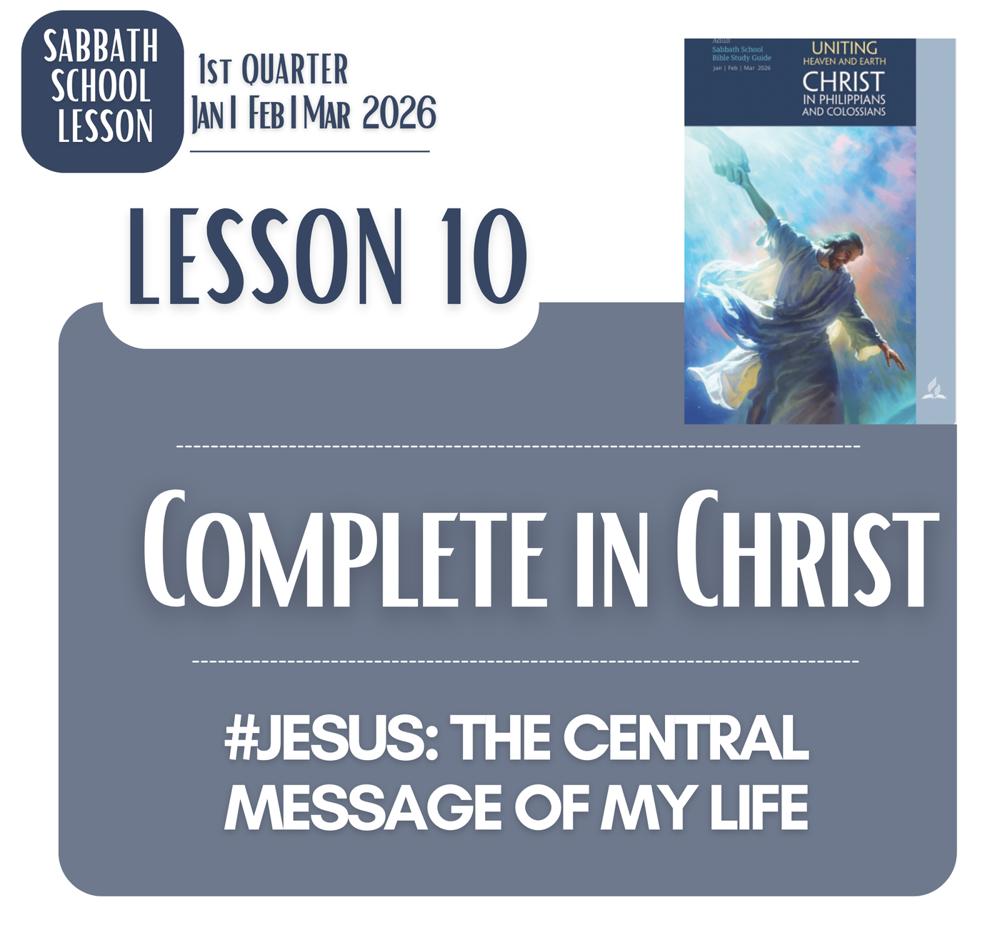 SABBATH
SCHOOL
LESSON
1ST QUARTER
JAN | FEB | MAR 2026
Adult
Sabbath School
Bible Study Guide
Jan | Feb | Mar 2026
UNITING
HEAVEN AND EARTH
CHRIST
IN PHILIPPIANS
AND COLOSSIANS
LESSON 10
COMPLETE IN CHRIST
#JESUS: THE CENTRAL
MESSAGE OF MY LIFE